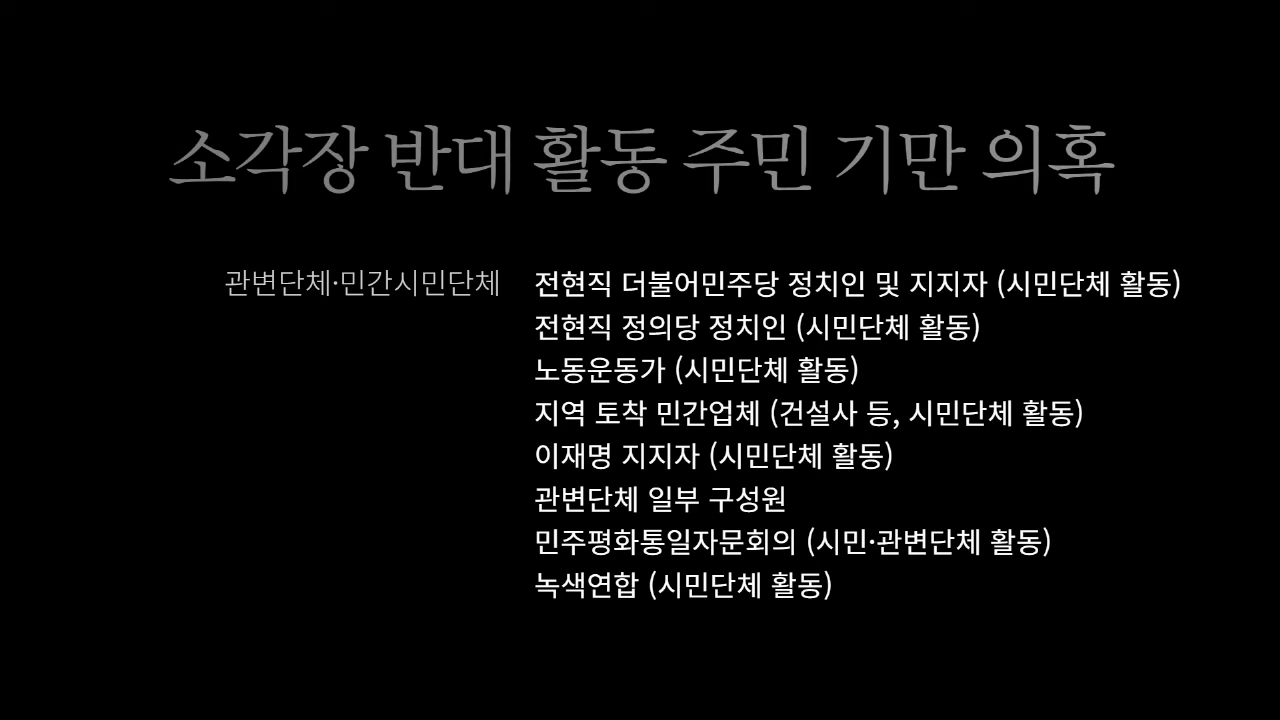 소각장 반대 활동 주민 기만 의혹
관변단체·민간시민단체 전현직 더불어민주당 정치인 및 지지자 (시민단체 활동)
전현직 정의당 정치인 (시민단체 활동)
노동운동가 (시민단체 활동)
지역 토착 민간업체 (건설사 등, 시민단체 활동)
이재명 지지자 (시민단체 활동)
관변단체 일부 구성원
민주평화통일자문회의 (시민·관변단체 활동)
녹색연합 (시민단체 활동)